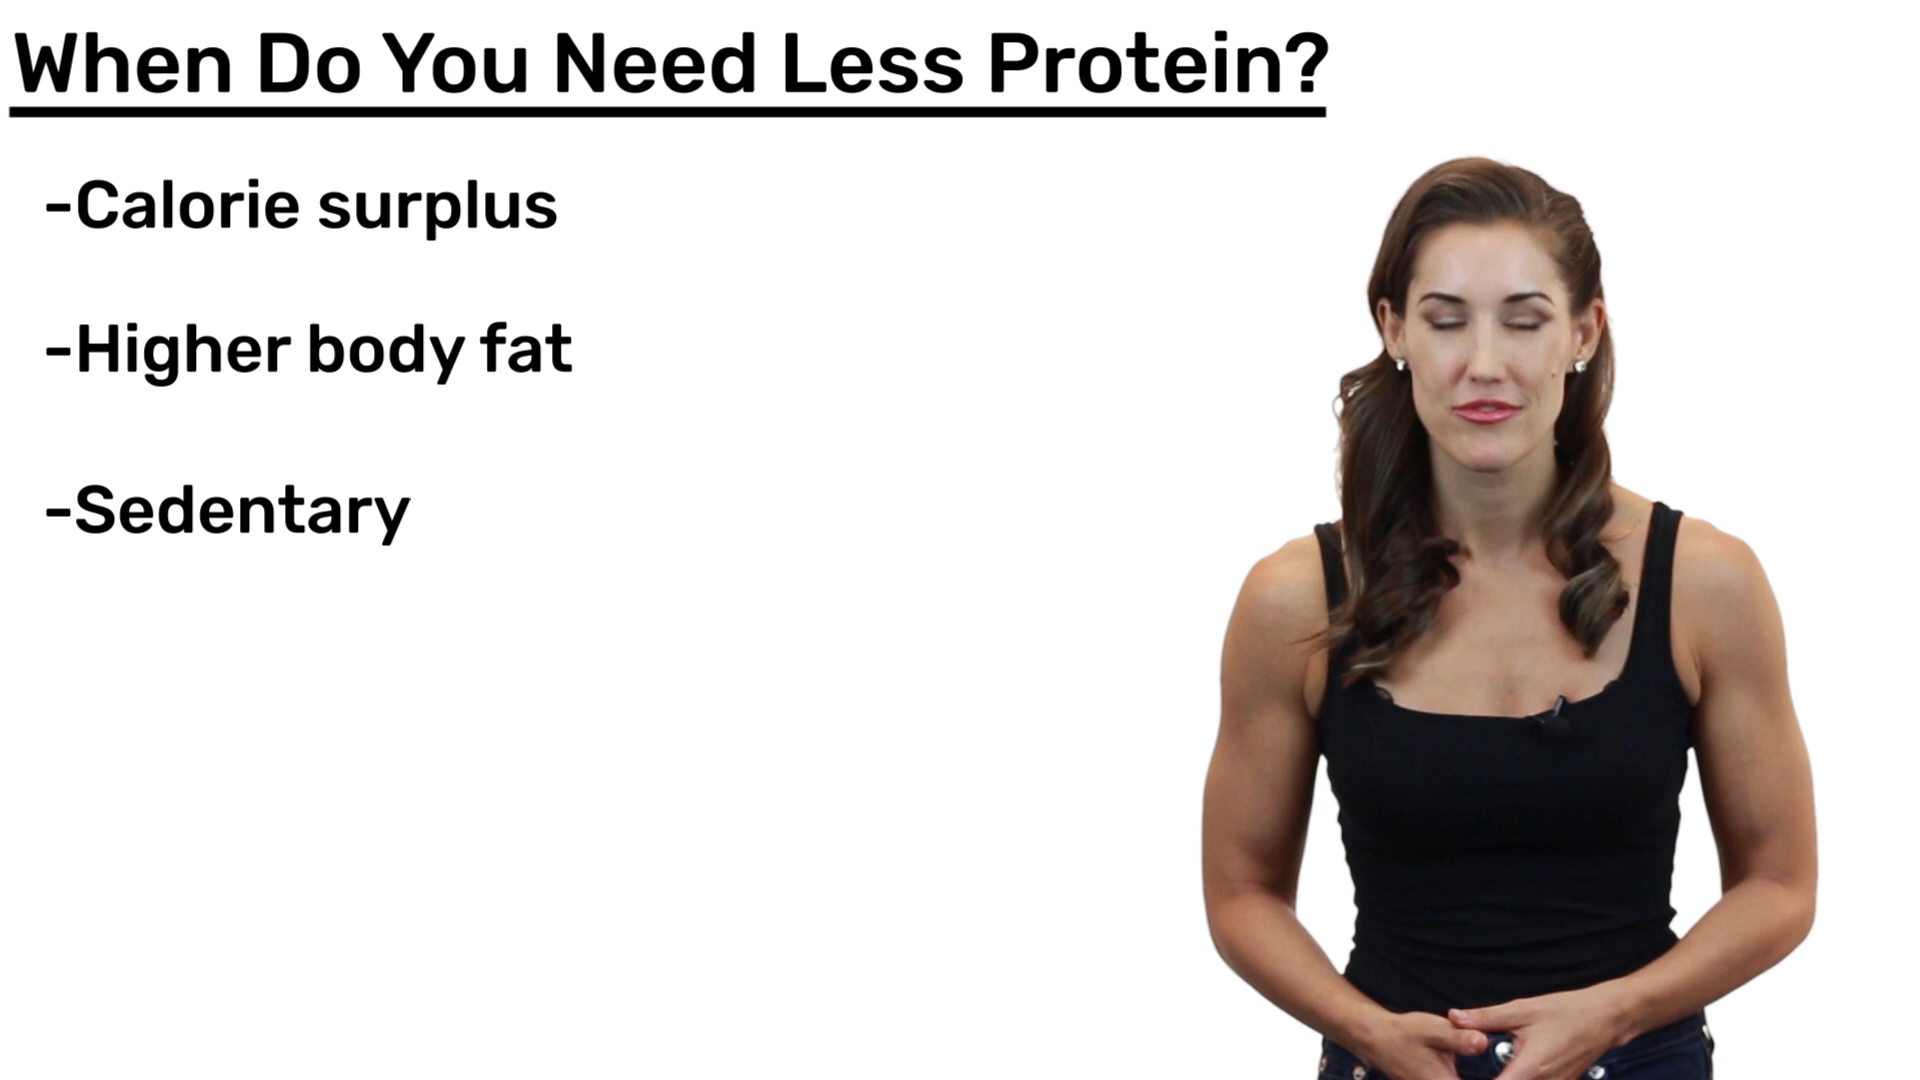 When Do You Need Less Protein?
-Calorie surplus
-Higher body fat
-Sedentary